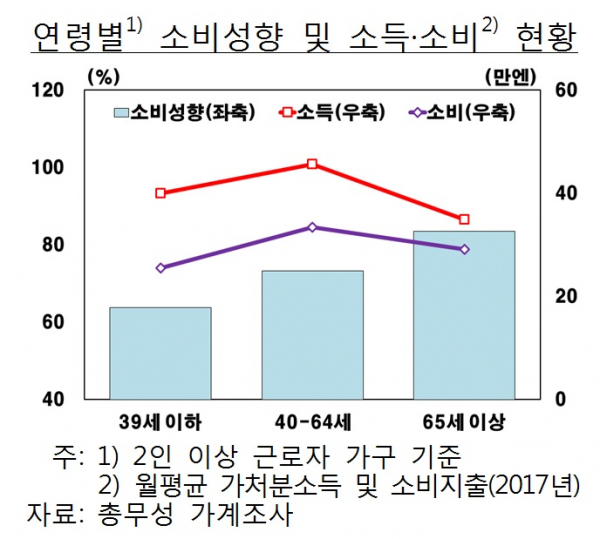 연령별1) 소비성향 및 소득·소비2) 현황
(%) (만엔)
120 60
소비성향(좌축) 소득(우축) 소비(우축)
100
40
80
20
60
40 0
39세 이하 40-64세 65세 이상
주: 1) 2인 이상 근로자 가구 기준
2) 월평균 가처분소득 및 소비지출(2017년)
자료: 총무성 가계조사